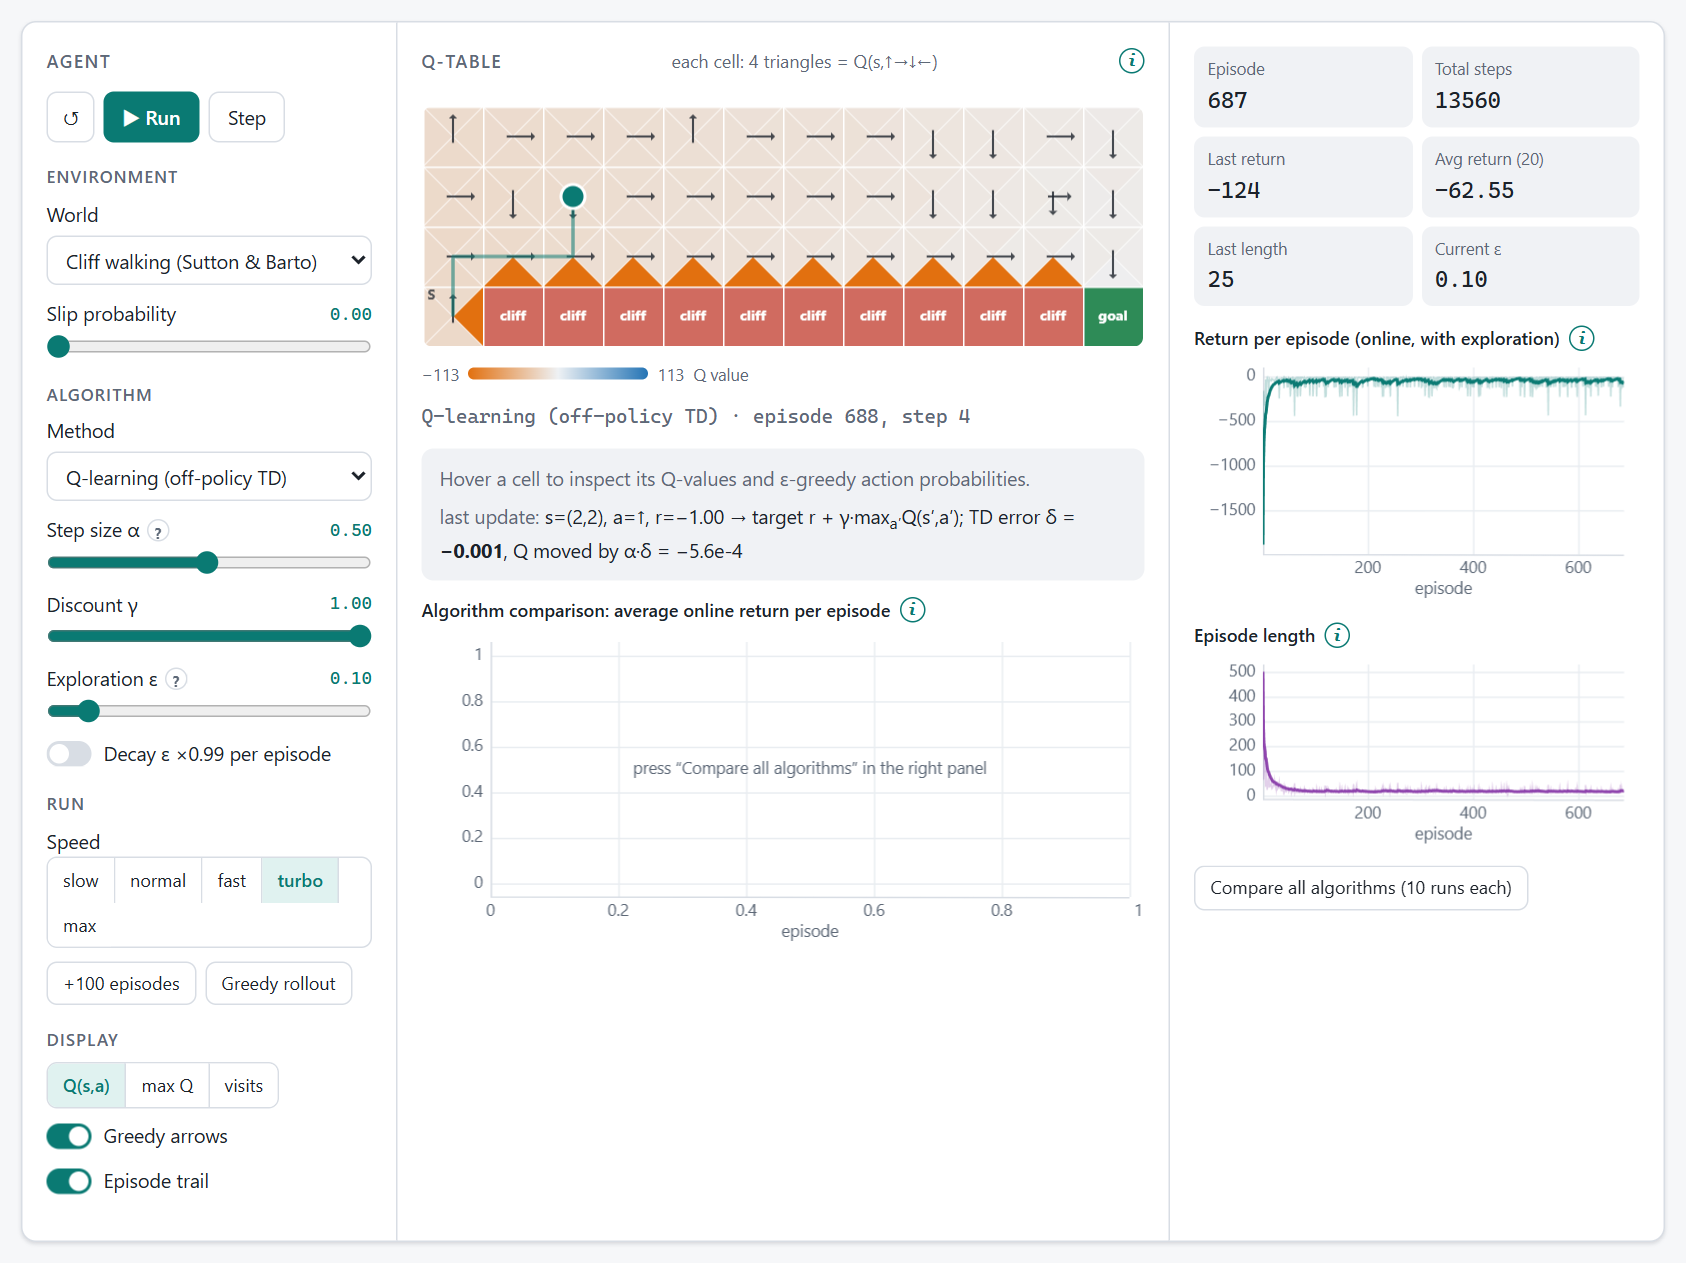 AGENT
↺
▶ Run
Step
ENVIRONMENT
World
Cliff walking (Sutton & Barto)
Slip probability
0.00
ALGORITHM
Method
Q-learning (off-policy TD)
Step size α
?
0.50
Discount γ
1.00
Exploration ε
?
0.10
Decay ε ×0.99 per episode
RUN
Speed
slow
normal
fast
turbo
max
+100 episodes
Greedy rollout
DISPLAY
Q(s,a)
max Q
visits
Greedy arrows
Episode trail
Q-TABLE
each cell: 4 triangles = Q(s,↑→↓←)
i
S
cliff
cliff
cliff
cliff
cliff
cliff
cliff
cliff
cliff
cliff
goal
−113
113 Q value
Q-learning (off-policy TD) · episode 688, step 4
Hover a cell to inspect its Q-values and ε-greedy action probabilities.
last update: s=(2,2), a=↑, r=−1.00 → target r + γ·maxₐ′Q(s′,a′); TD error δ =
−0.001, Q moved by α·δ = −5.6e-4
Algorithm comparison: average online return per episode
i
1
0.8
0.6
0.4
0.2
0
press “Compare all algorithms” in the right panel
0
0.2
0.4
0.6
0.8
1
episode
Episode
687
Total steps
13560
Last return
−124
Avg return (20)
−62.55
Last length
25
Current ε
0.10
Return per episode (online, with exploration)
i
0
−500
−1000
−1500
200
400
600
episode
Episode length
i
500
400
300
200
100
0
200
400
600
episode
Compare all algorithms (10 runs each)